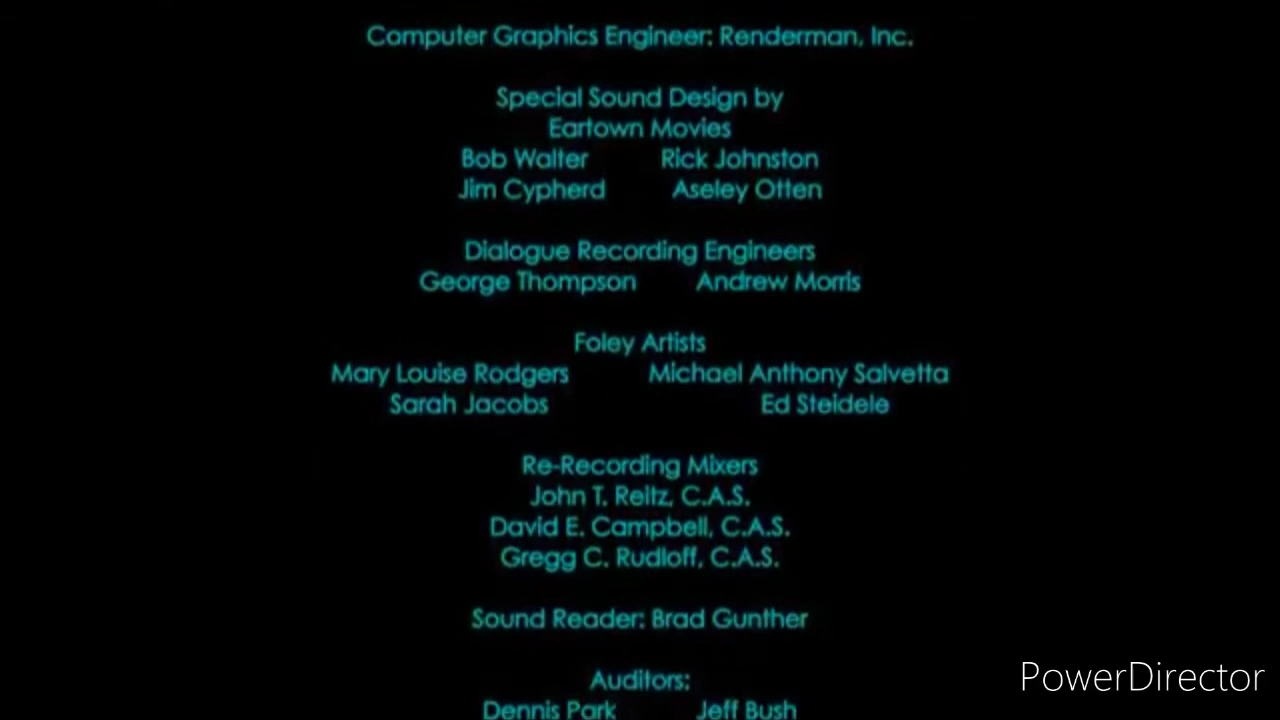 Computer Graphics Engineer: Renderman, Inc.
Special Sound Design by
Eartown Movies
Bob Walter Rick Johnston
Jim Cypherd Aseley Otten
Dialogue Recording Engineers
George Thompson Andrew Morris
Foley Artists
Mary Louise Rodgers Michael Anthony Salvetta
Sarah Jacobs Ed Steidele
Re-Recording Mixers
John T. Reitz, C.A.S.
David E. Campbell, C.A.S.
Gregg C. Rudloff, C.A.S.
Sound Reader: Brad Gunther
Auditors:
Dennis Park Jeff Bush
PowerDirector